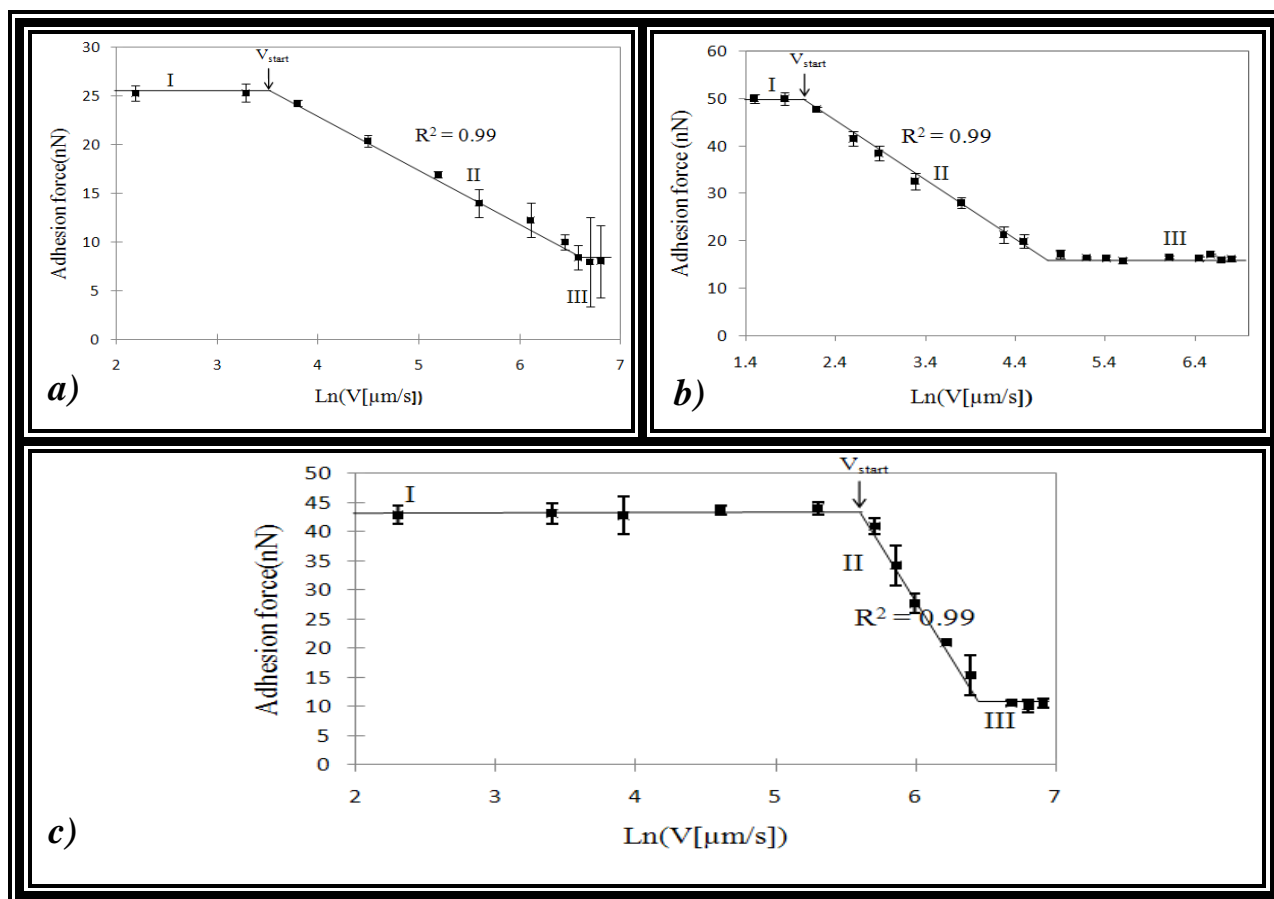 30
25
20
15
10
5
0
2 3 4 5 6 7
Adhesion force(nN)
Ln(V[µm/s])
V_start
I
R² = 0.99
II
III
a)
60
50
40
30
20
10
0
1.4 2.4 3.4 4.4 5.4 6.4
Adhesion force (nN)
Ln(V[µm/s])
V_start
I
R² = 0.99
II
III
b)
50
45
40
35
30
25
20
15
10
5
0
2 3 4 5 6 7
Adhesion force(nN)
Ln(V[µm/s])
V_start
I
II
R² = 0.99
III
c)